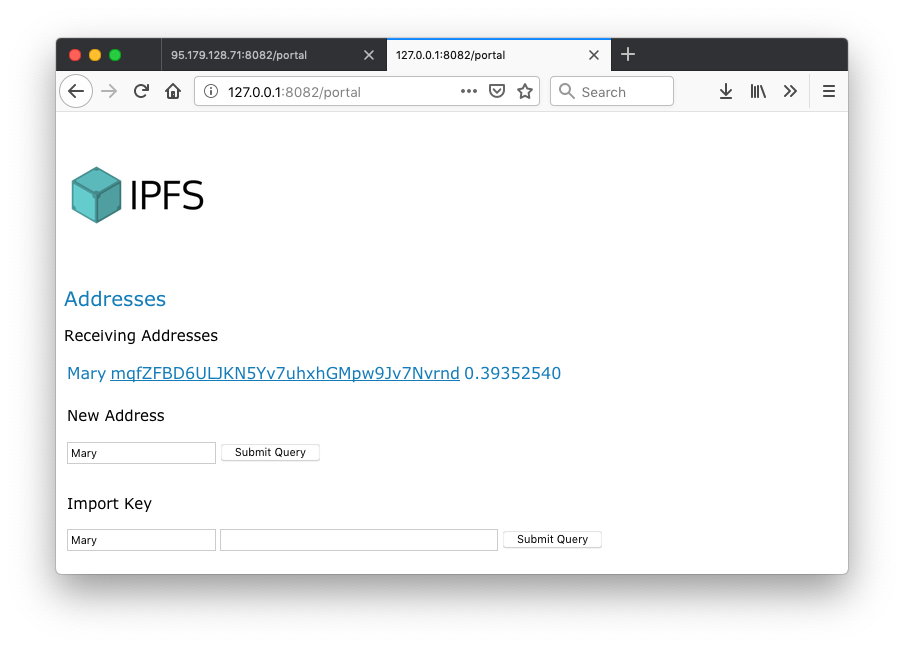 95.179.128.71:8082/portal
127.0.0.1:8082/portal
127.0.0.1:8082/portal
Search
IPFS
Addresses
Receiving Addresses
Mary mqfZFBD6ULJKN5Yv7uhxhGMpw9Jv7Nvrnd 0.39352540
New Address
Mary Submit Query
Import Key
Mary Submit Query